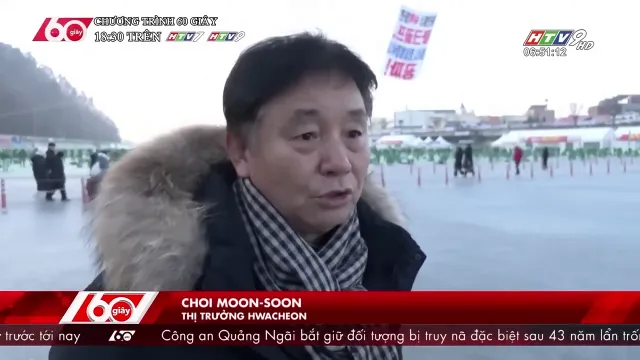 60 giây
CHƯƠNG TRÌNH 60 GIÂY
18:30 TRÊN HTV7 HTV9
HTV9 HD
06:51:12
60 giây
CHOI MOON-SOON
THỊ TRƯỞNG HWACHEON
trước tới nay 60 Công an Quảng Ngãi bắt giữ đối tượng bị truy nã đặc biệt sau 43 năm lẩn trố